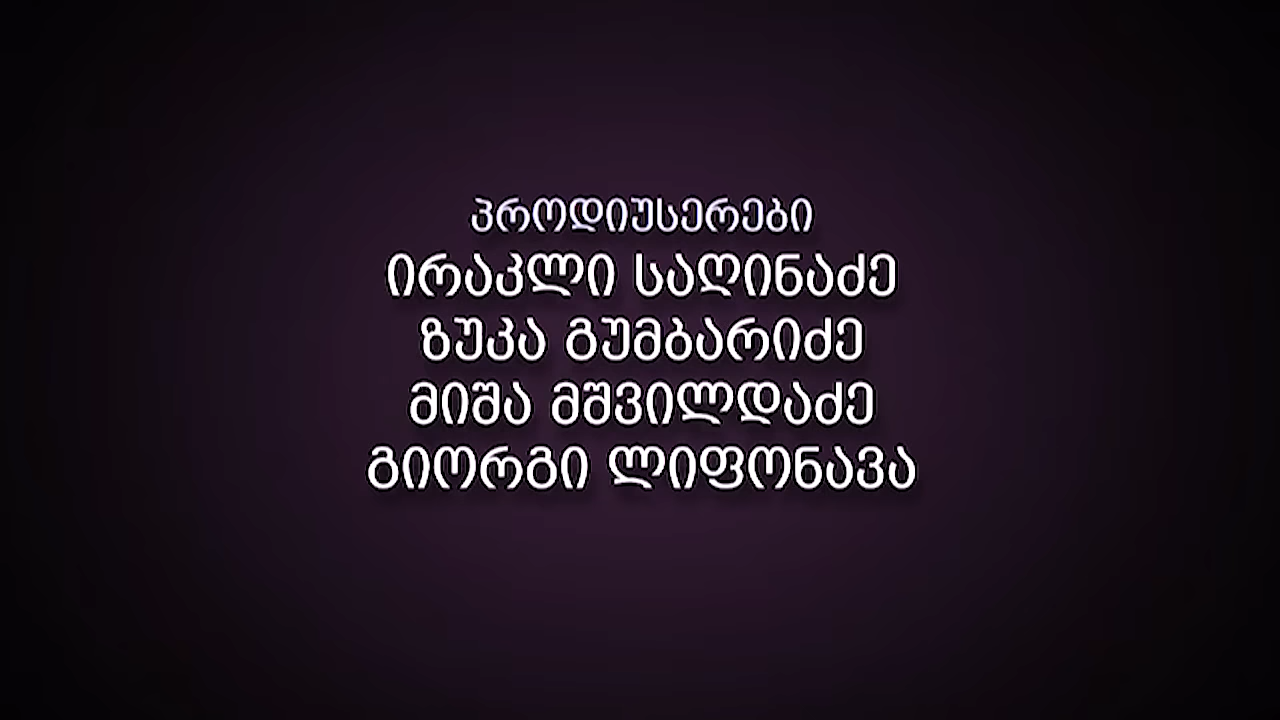 პროდიუსერები
ირაკლი საღინაძე
ზუკა გუმბარიძე
მიშა მშვილდაძე
გიორგი ლიფონავა